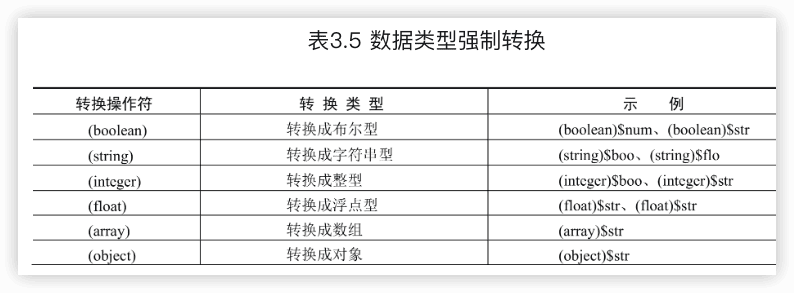 表3.5 数据类型强制转换
转换操作符 转换类型 示例
(boolean) 转换成布尔型 (boolean)$num、(boolean)$str
(string) 转换成字符串型 (string)$boo、(string)$flo
(integer) 转换成整型 (integer)$boo、(integer)$str
(float) 转换成浮点型 (float)$str、(float)$str
(array) 转换成数组 (array)$str
(object) 转换成对象 (object)$str